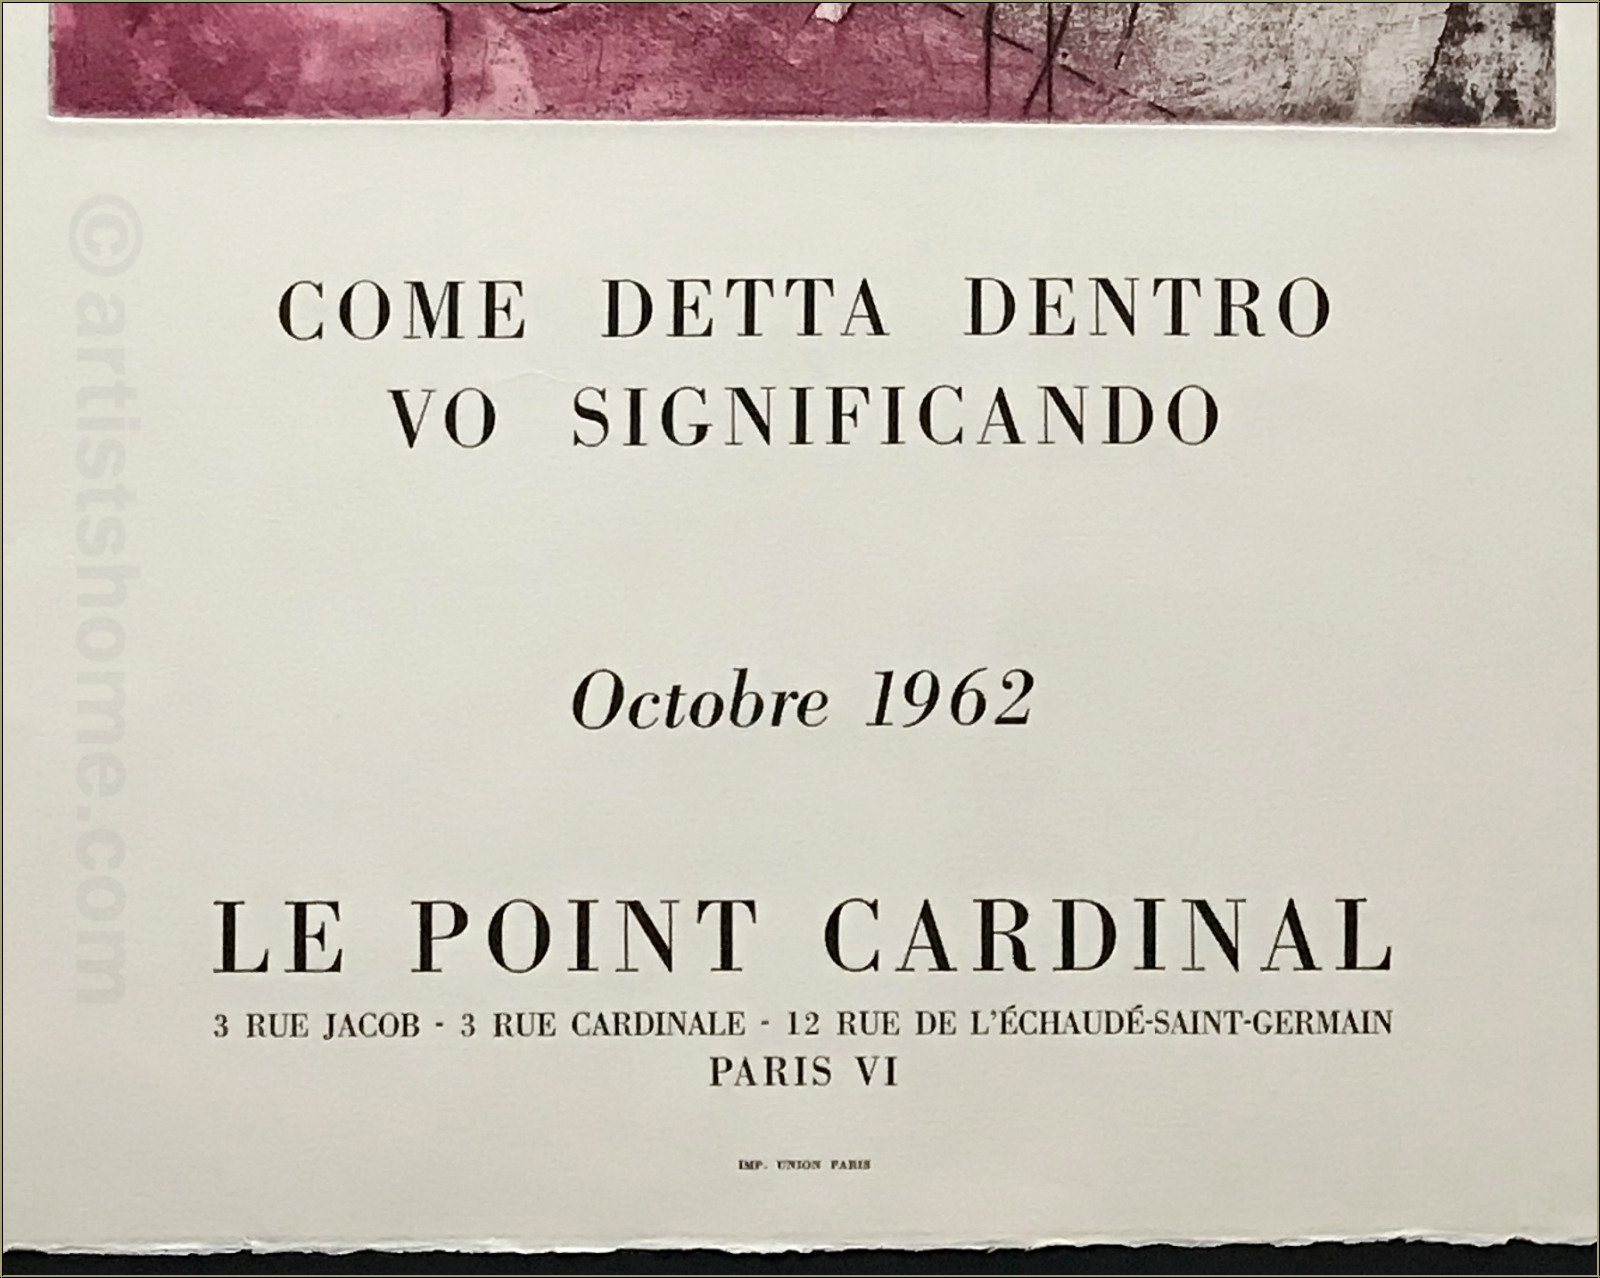 COME DETTA DENTRO
VO SIGNIFICANDO
Octobre 1962
LE POINT CARDINAL
3 RUE JACOB - 3 RUE CARDINALE - 12 RUE DE L'ÉCHAUDÉ-SAINT-GERMAIN
PARIS VI
IMP. UNION PARIS
©artistshome.com